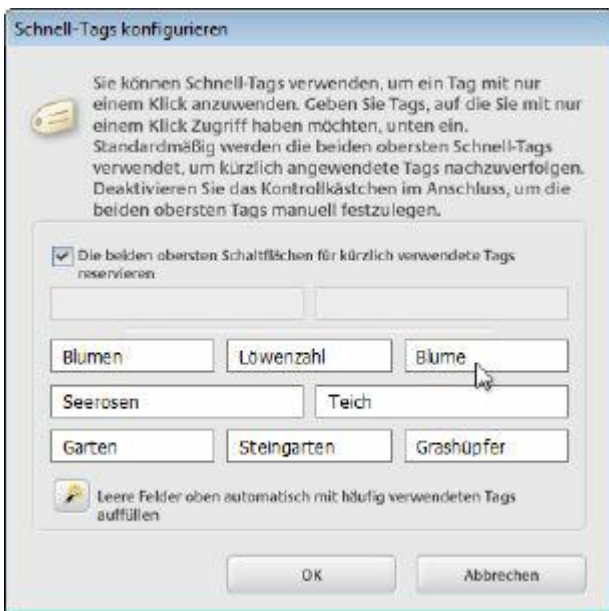 Schnell-Tags konfigurieren
Sie können Schnell-Tags verwenden, um ein Tag mit nur
einem Klick anzuwenden. Geben Sie Tags, auf die Sie mit nur
einem Klick Zugriff haben möchten, unten ein.
Standardmäßig werden die beiden obersten Schnell-Tags
verwendet, um kürzlich angewendete Tags nachzuverfolgen.
Deaktivieren Sie das Kontrollkästchen im Anschluss, um die
beiden obersten Tags manuell festzulegen.
Die beiden obersten Schaltflächen für kürzlich verwendete Tags
reservieren
Blumen Löwenzahl Blume
Seerosen Teich
Garten Steingarten Grashüpfer
Leere Felder oben automatisch mit häufig verwendeten Tags
auffüllen
OK Abbrechen